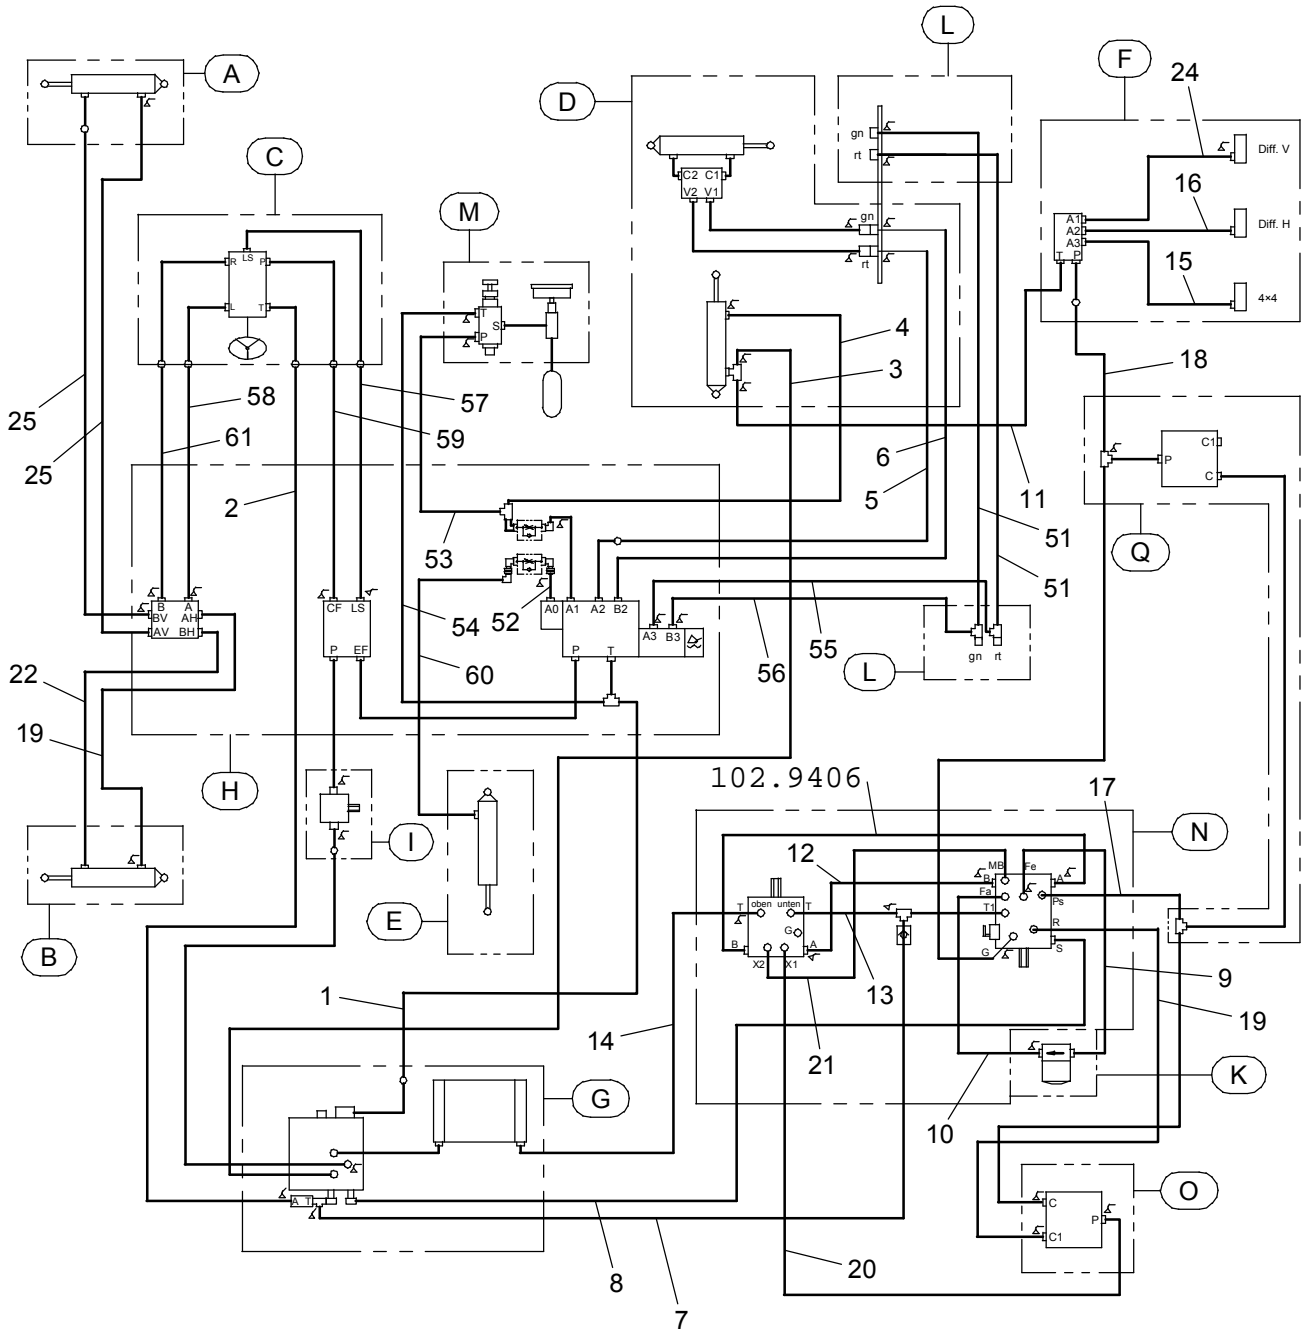 L
A
D
F
24
Diff. V
gn
C
rt
C2 C1
V2 V1
16
M
Diff. H
gn
A1
A2
A3
T P
rt
R LS P
15
4×4
L T
T
S
P
4
3
18
25
58
57
61
59
C1
P
C
25
2
6
5
11
53
51
Q
51
52
55
B A
BV AH
AV BH
CF LS
P EF
A0 A1 A2 B2
A3 B3
P T
54
60
56
gn rt
L
22
19
H
102.9406
17
I
N
12
MB Fe
B A
Fa
Ps
T1
R
G S
T oben unten T
G
B A
X2 X1
E
B
13
9
1
14
21
19
K
10
G
O
C
P
C1
A T
8
20
7